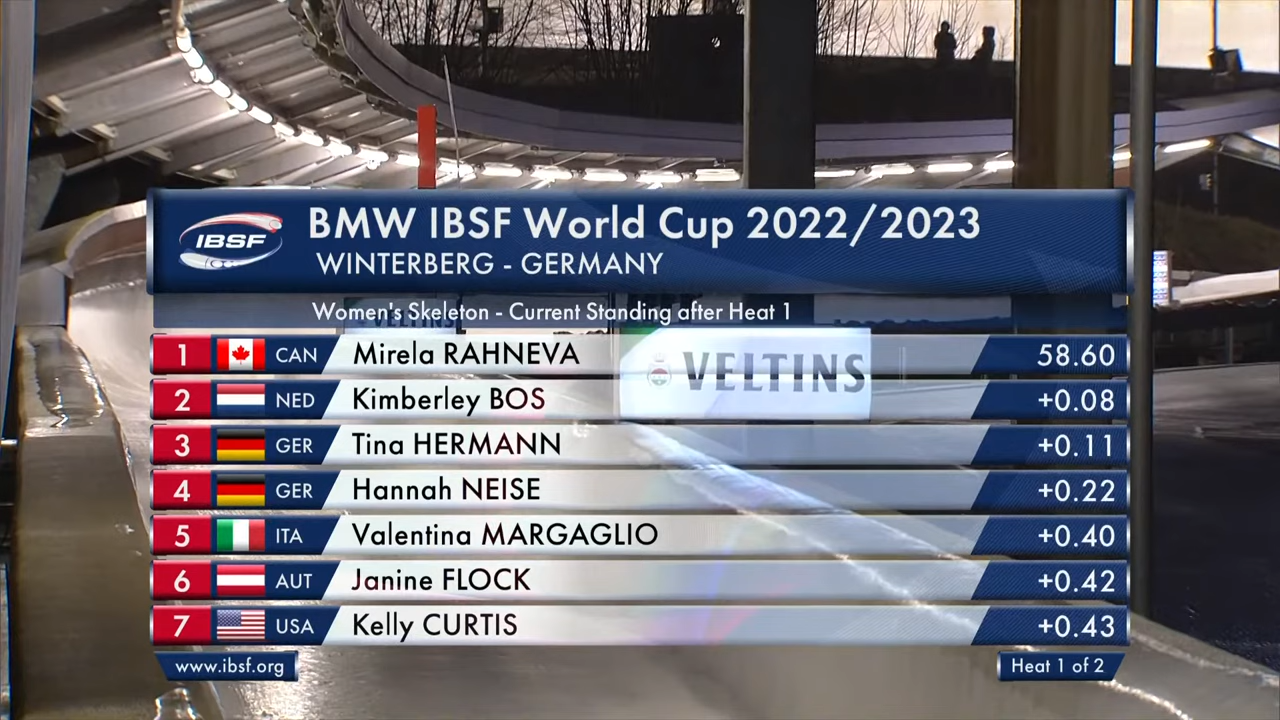 BMW IBSF World Cup 2022/2023
IBSF
WINTERBERG - GERMANY
Women's Skeleton - Current Standing after Heat 1
VELTINS
1 CAN Mirela RAHNEVA 58.60
VELTINS
2 NED Kimberley BOS +0.08
3 GER Tina HERMANN +0.11
4 GER Hannah NEISE +0.22
5 ITA Valentina MARGAGLIO +0.40
6 AUT Janine FLOCK +0.42
7 USA Kelly CURTIS +0.43
www.ibsf.org Heat 1 of 2